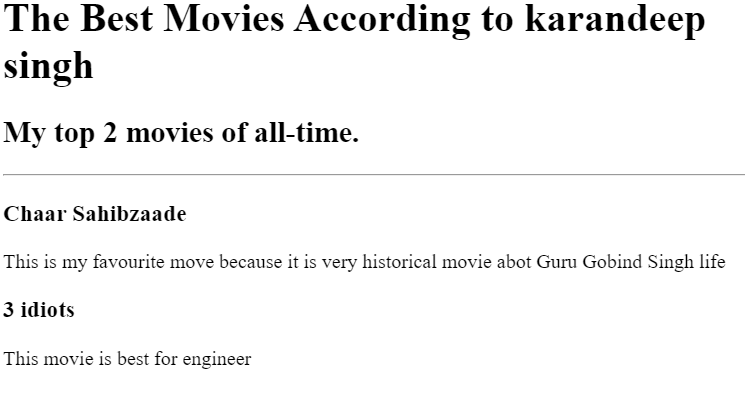 The Best Movies According to karandeep
singh
My top 2 movies of all-time.
Chaar Sahibzaade
This is my favourite move because it is very historical movie abot Guru Gobind Singh life
3 idiots
This movie is best for engineer